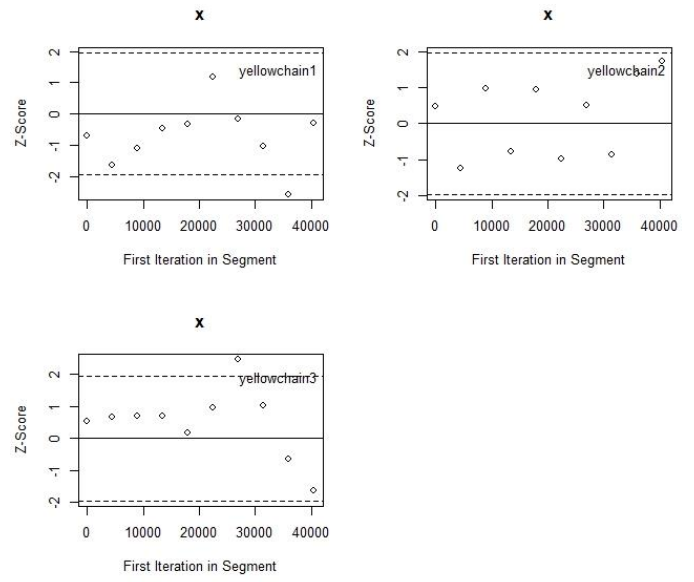 x
yellowchain1
Z-Score
2
1
0
-1
-2
0 10000 20000 30000 40000
First Iteration in Segment
x
yellowchain2
Z-Score
2
1
0
-1
-2
0 10000 20000 30000 40000
First Iteration in Segment
x
yellowchain3
Z-Score
2
1
0
-1
-2
0 10000 20000 30000 40000
First Iteration in Segment